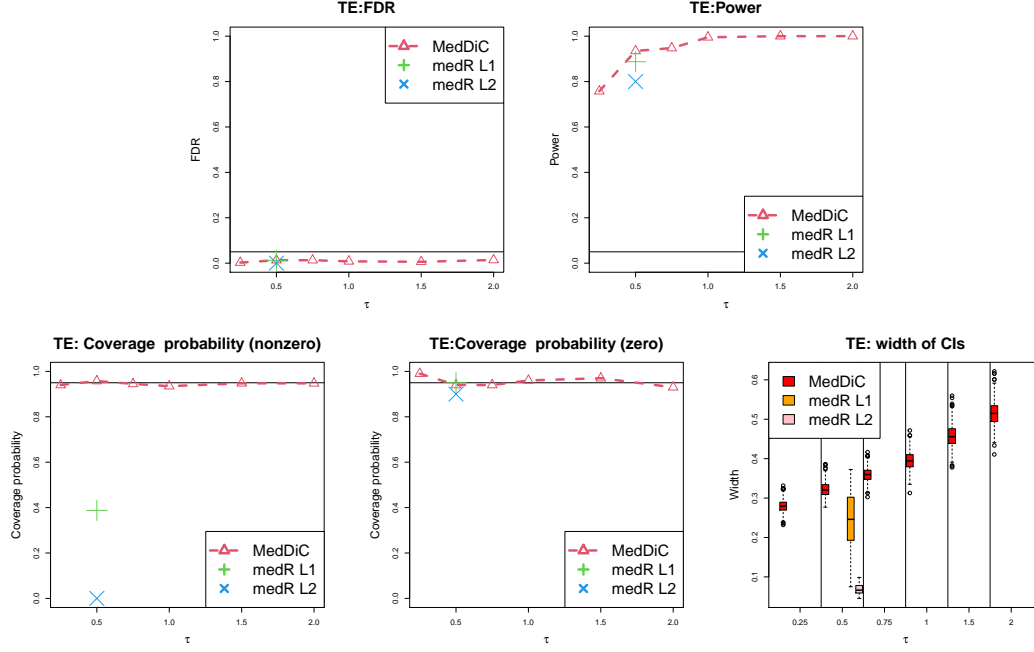 TE:FDR
TE:Power
FDR
0.0 0.2 0.4 0.6 0.8 1.0
MedDiC
medR L1
medR L2
0.5 1.0 1.5 2.0
τ
Power
0.0 0.2 0.4 0.6 0.8 1.0
MedDiC
medR L1
medR L2
0.5 1.0 1.5 2.0
τ
TE: Coverage probability (nonzero)
TE:Coverage probability (zero)
TE: width of CIs
Coverage probability
0.0 0.2 0.4 0.6 0.8 1.0
MedDiC
medR L1
medR L2
0.5 1.0 1.5 2.0
τ
Coverage probability
0.0 0.2 0.4 0.6 0.8 1.0
MedDiC
medR L1
medR L2
0.5 1.0 1.5 2.0
τ
Width
0.1 0.2 0.3 0.4 0.5 0.6
MedDiC
medR L1
medR L2
0.25 0.5 0.75 1 1.5 2
τ